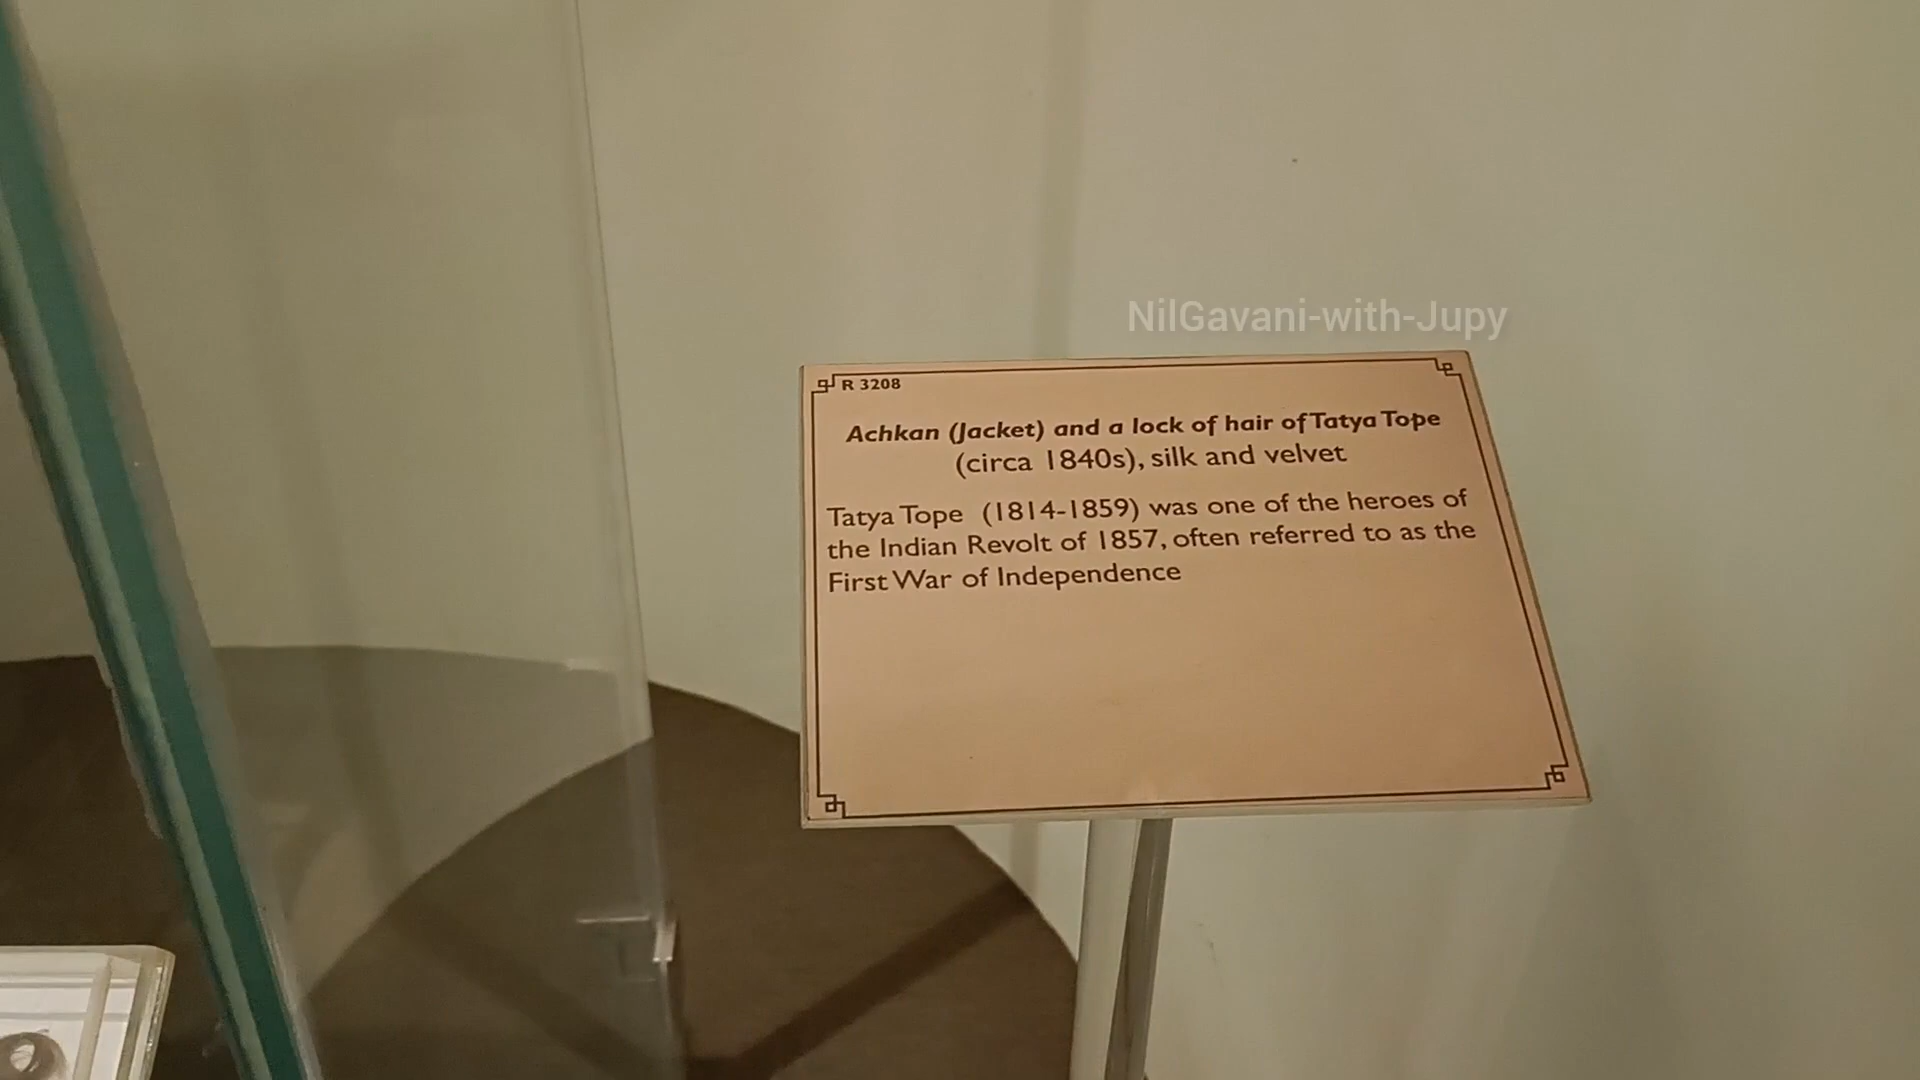 NilGavani-with-Jupy
R 3208
Achkan (Jacket) and a lock of hair of Tatya Tope
(circa 1840s), silk and velvet
Tatya Tope (1814-1859) was one of the heroes of
the Indian Revolt of 1857, often referred to as the
First War of Independence